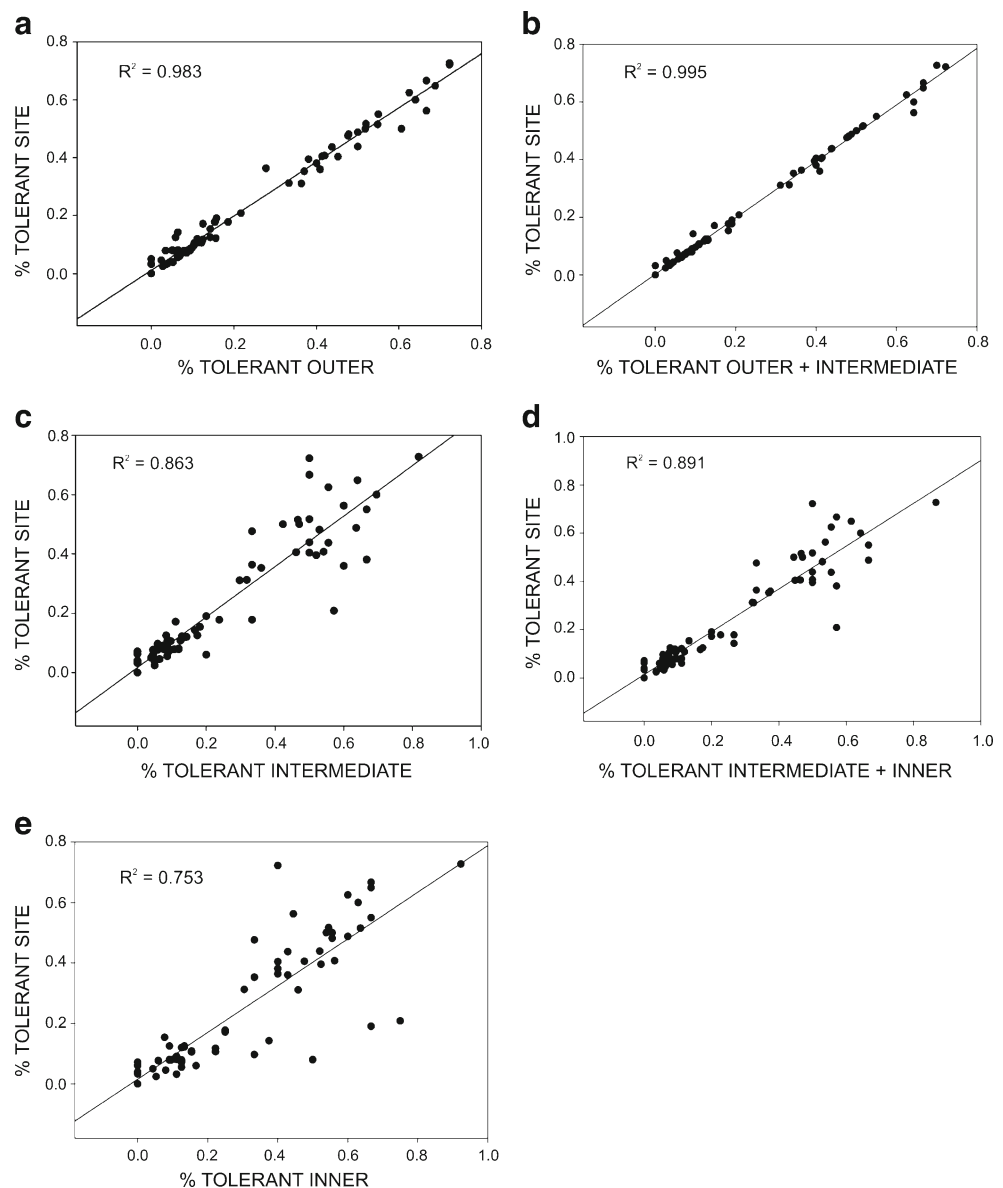 a
R² = 0.983
% TOLERANT SITE
0.8
0.6
0.4
0.2
0.0
0.0 0.2 0.4 0.6 0.8
% TOLERANT OUTER
b
R² = 0.995
% TOLERANT SITE
0.8
0.6
0.4
0.2
0.0
0.0 0.2 0.4 0.6 0.8
% TOLERANT OUTER + INTERMEDIATE
c
R² = 0.863
% TOLERANT SITE
0.8
0.6
0.4
0.2
0.0
0.0 0.2 0.4 0.6 0.8 1.0
% TOLERANT INTERMEDIATE
d
R² = 0.891
% TOLERANT SITE
1.0
0.8
0.6
0.4
0.2
0.0
0.0 0.2 0.4 0.6 0.8 1.0
% TOLERANT INTERMEDIATE + INNER
e
R² = 0.753
% TOLERANT SITE
0.8
0.6
0.4
0.2
0.0
0.0 0.2 0.4 0.6 0.8 1.0
% TOLERANT INNER